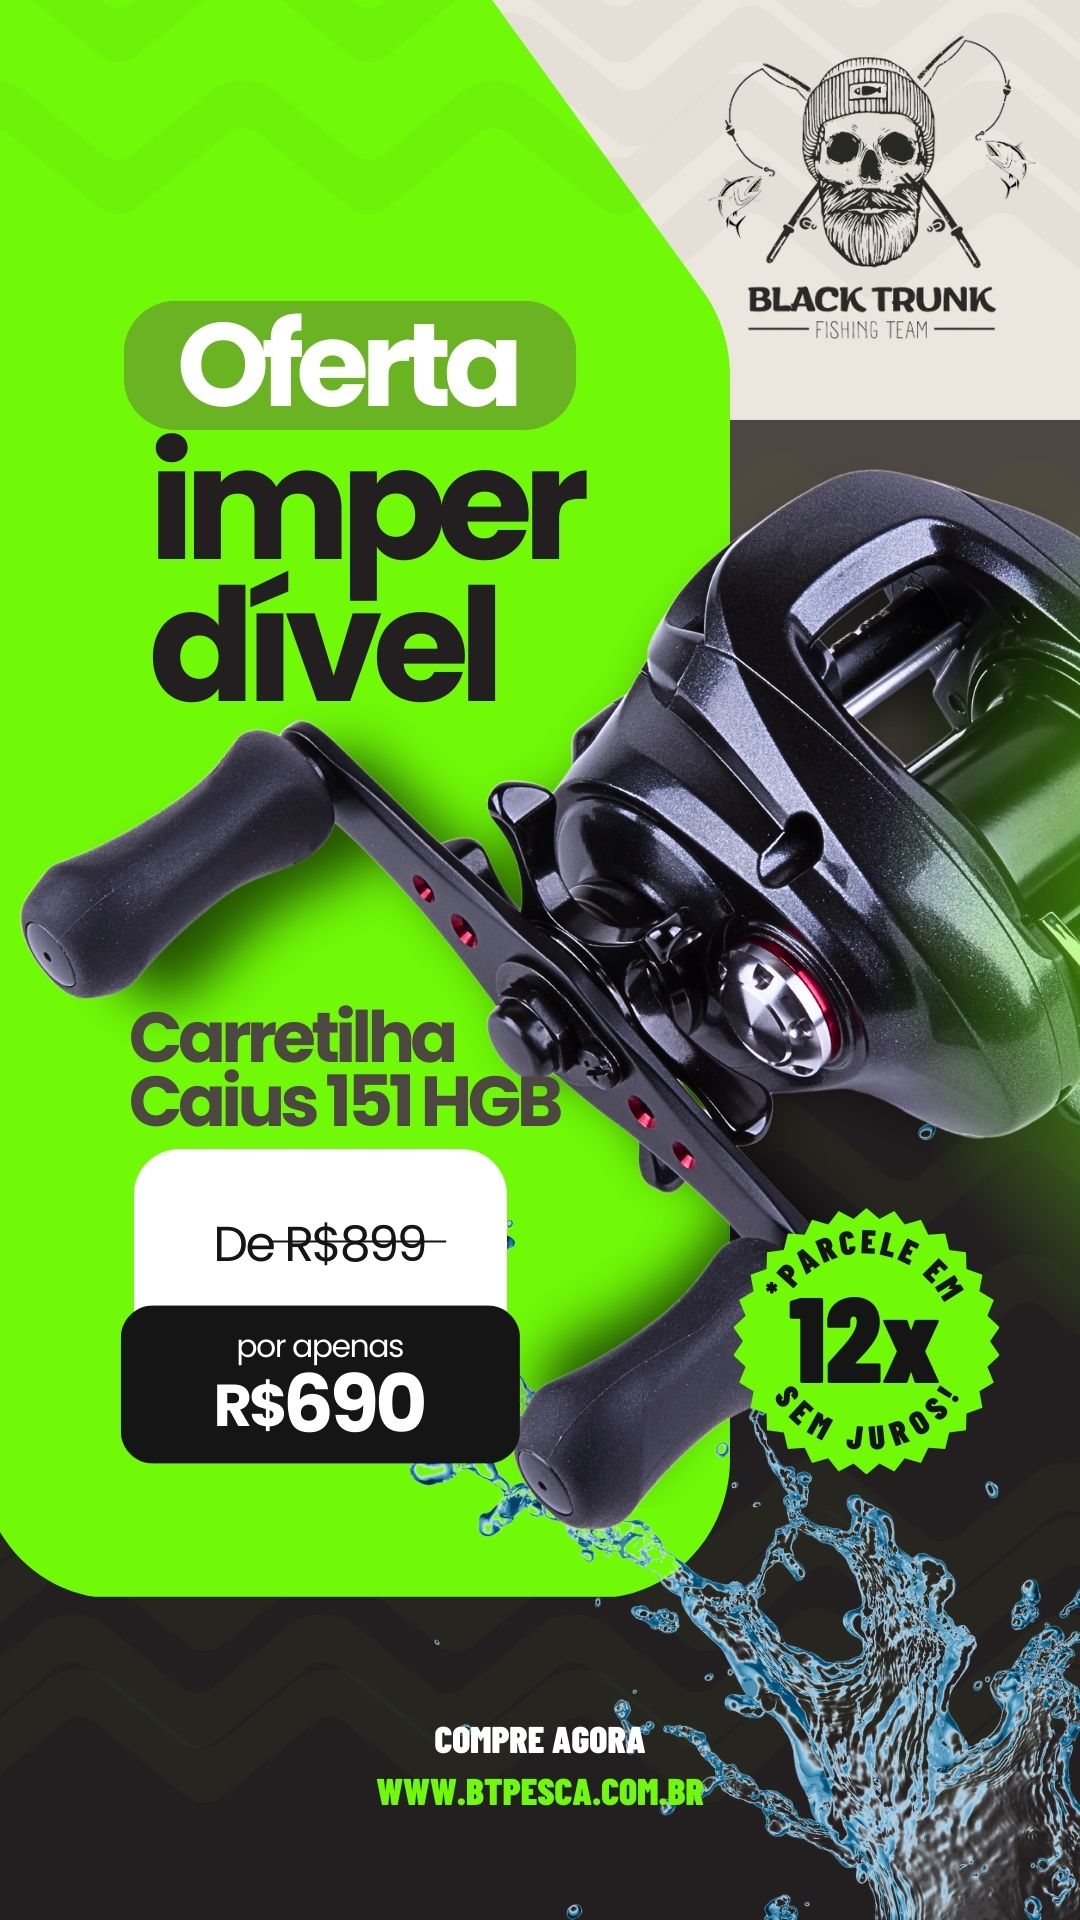 BLACK TRUNK
FISHING TEAM
Oferta
imper
dível
Carretilha
Caius 151 HGB
De R$899
por apenas
R$690
*PARCELE EM
12x
SEM JUROS!
COMPRE AGORA
WWW.BTPESCA.COM.BR